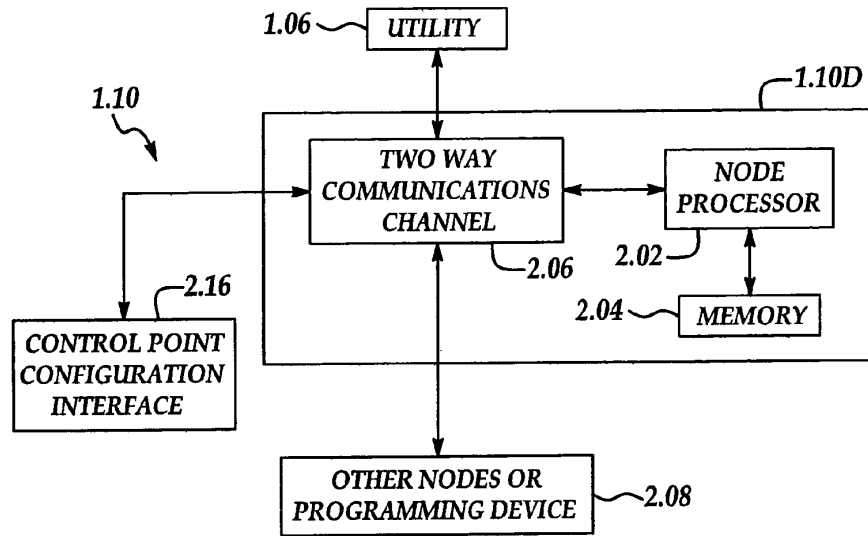 1.06
UTILITY
1.10
1.10D
TWO WAY
COMMUNICATIONS
CHANNEL
2.06
NODE
PROCESSOR
2.02
2.04
MEMORY
2.16
CONTROL POINT
CONFIGURATION
INTERFACE
OTHER NODES OR
PROGRAMMING DEVICE
2.08